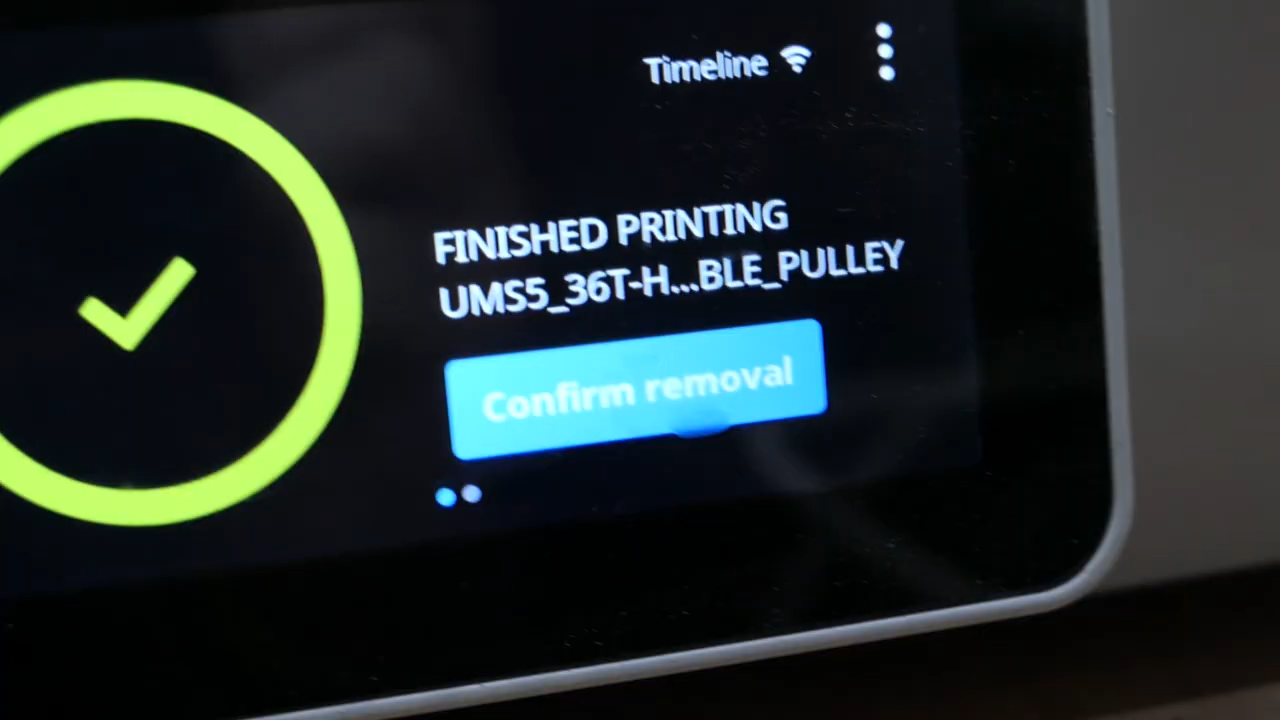 Timeline
FINISHED PRINTING
UMS5_36T-H...BLE_PULLEY
Confirm removal